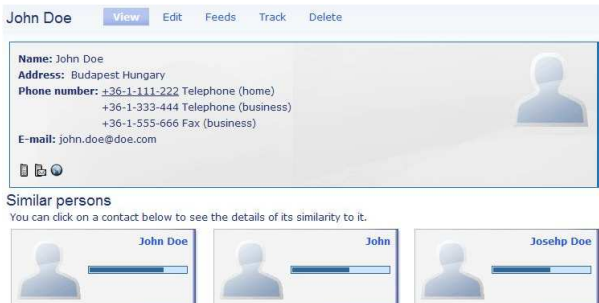 John Doe View Edit Feeds Track Delete
Name: John Doe
Address: Budapest Hungary
Phone number: +36-1-111-222 Telephone (home)
+36-1-333-444 Telephone (business)
+36-1-555-666 Fax (business)
E-mail: john.doe@doe.com
Similar persons
You can click on a contact below to see the details of its similarity to it.
John Doe John Josehp Doe